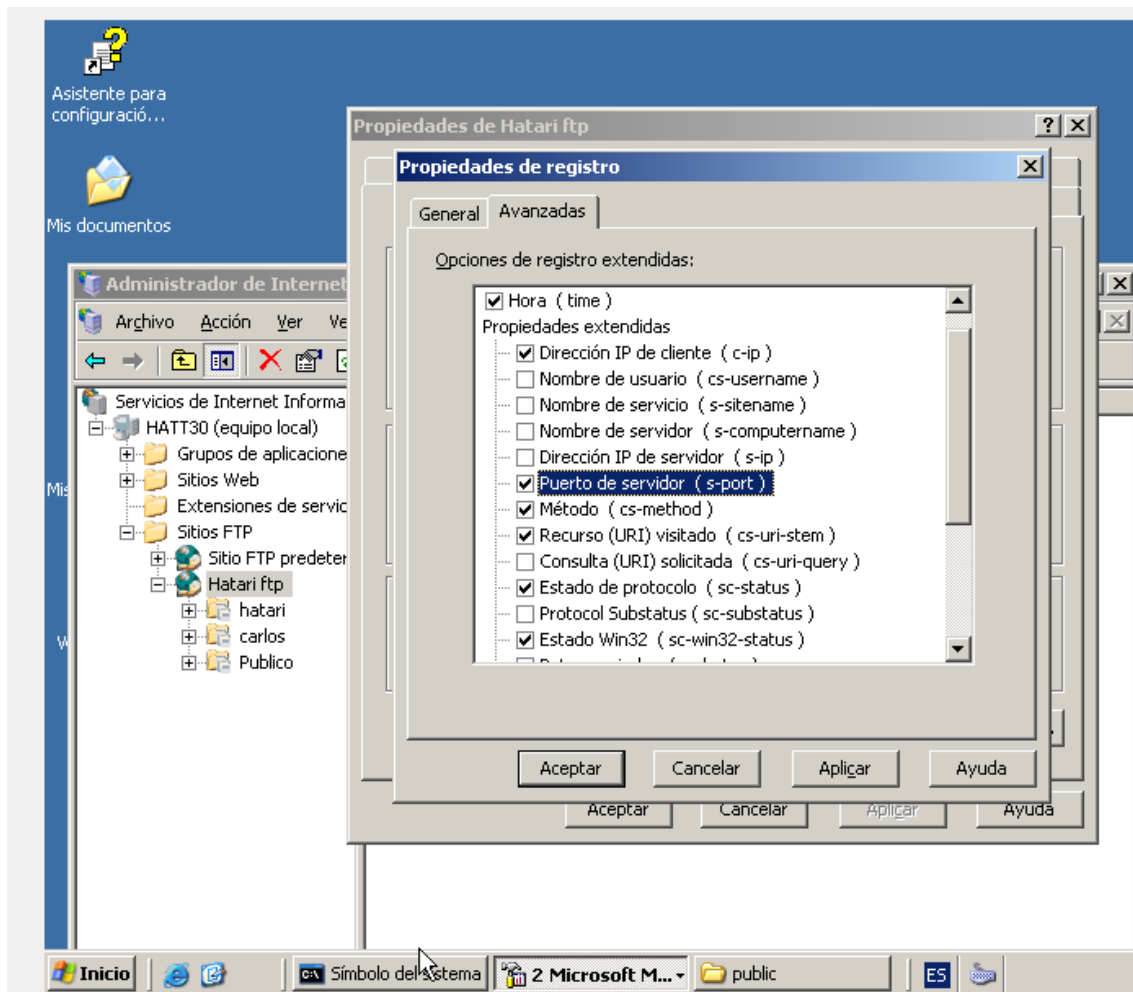 Asistente para
configuració...
Mis documentos
Propiedades de Hatari ftp
Propiedades de registro
General
Avanzadas
Opciones de registro extendidas:
Hora ( time )
Propiedades extendidas
Dirección IP de cliente ( c-ip )
Nombre de usuario ( cs-username )
Nombre de servicio ( s-sitename )
Nombre de servidor ( s-computername )
Dirección IP de servidor ( s-ip )
Puerto de servidor ( s-port )
Método ( cs-method )
Recurso (URI) visitado ( cs-uri-stem )
Consulta (URI) solicitada ( cs-uri-query )
Estado de protocolo ( sc-status )
Protocol Substatus ( sc-substatus )
Estado Win32 ( sc-win32-status )
Aceptar
Cancelar
Aplicar
Ayuda
Aceptar
Cancelar
Aplicar
Ayuda
Administrador de Internet
Archivo Acción Ver Ve
Servicios de Internet Informa
HATT30 (equipo local)
Grupos de aplicacione
Sitios Web
Extensiones de servic
Sitios FTP
Sitio FTP predeter
Hatari ftp
hatari
carlos
Publico
Mis
Inicio
Símbolo del sistema
2 Microsoft M...
public
ES